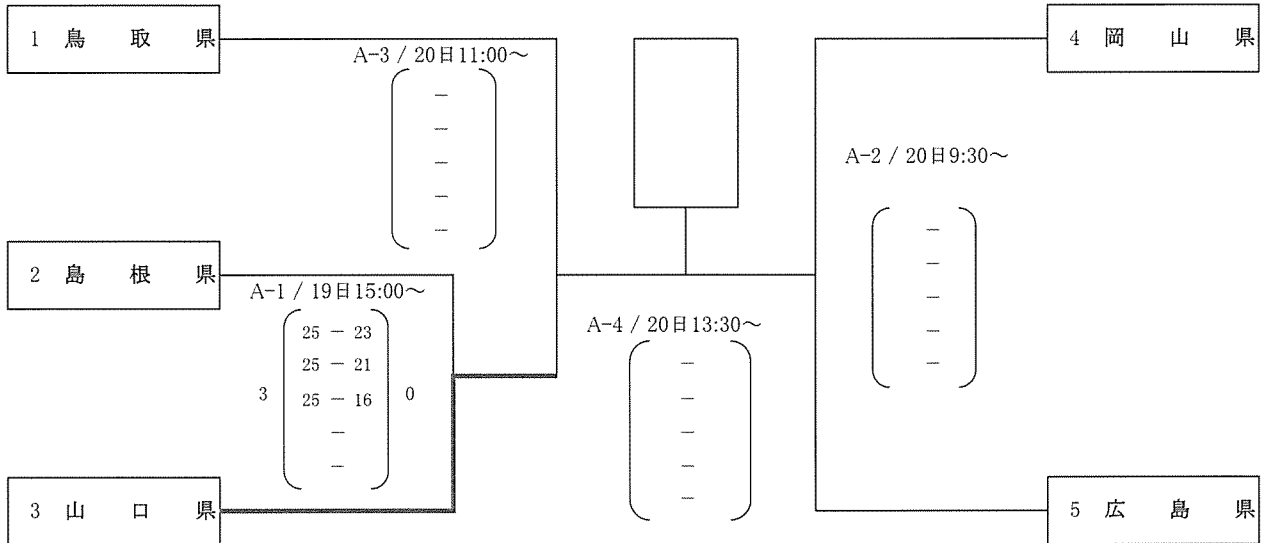 1 鳥 取 県
A-3 / 20日11:00～
－
－
－
－
－
4 岡 山 県
A-2 / 20日9:30～
－
－
－
－
－
2 島 根 県
A-1 / 19日15:00～
25 － 23
25 － 21
3 25 － 16 0
－
－
A-4 / 20日13:30～
－
－
－
－
－
3 山 口 県
5 広 島 県